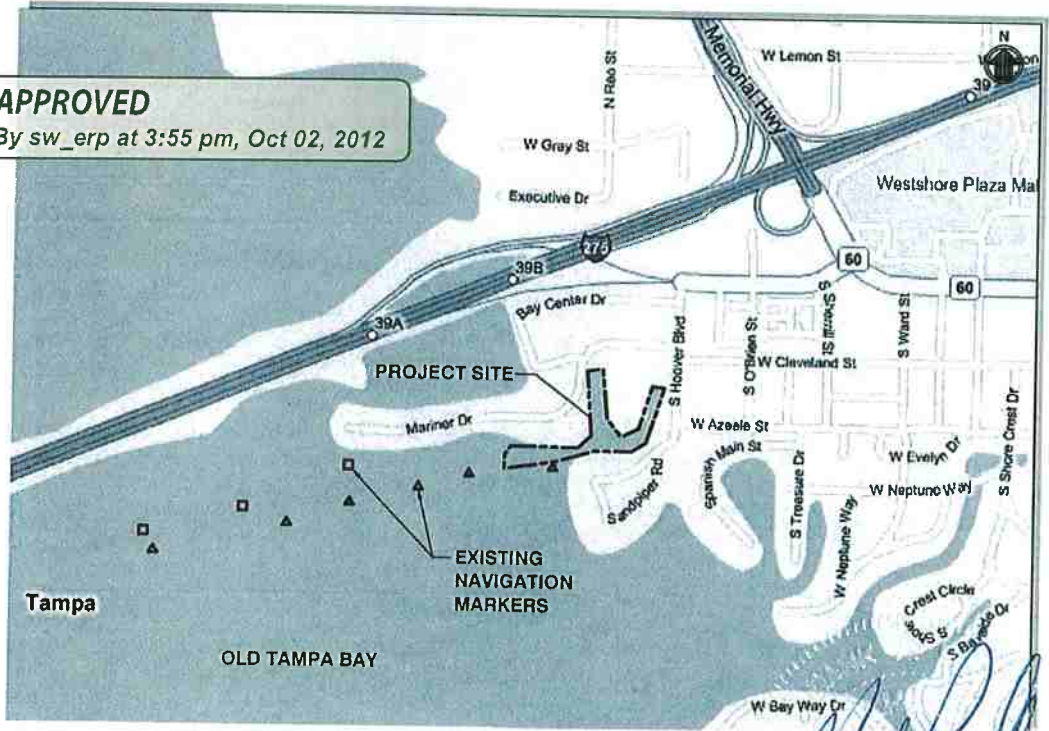 APPROVED
By sw_erp at 3:55 pm, Oct 02, 2012
N
W Lemon St
N Reo St
Memorial Hwy
39
W Gray St
Executive Dr
Westshore Plaza Mal
275
39B
60
60
39A
Bay Center Dr
S Hoover Blvd
S O'Brien St
S Sherrill St
S Ward St
W Cleveland St
PROJECT SITE
Mariner Dr
W Azeele St
Spanish Main St
S Treasure Dr
W Evelyn Dr
S Shore Crest Dr
W Neptune Way
Sandpiper Rd
W Neptune Way
EXISTING
NAVIGATION
MARKERS
Tampa
Crest Circle
S Shore
S Bayside Dr
OLD TAMPA BAY
W Bay Way Dr